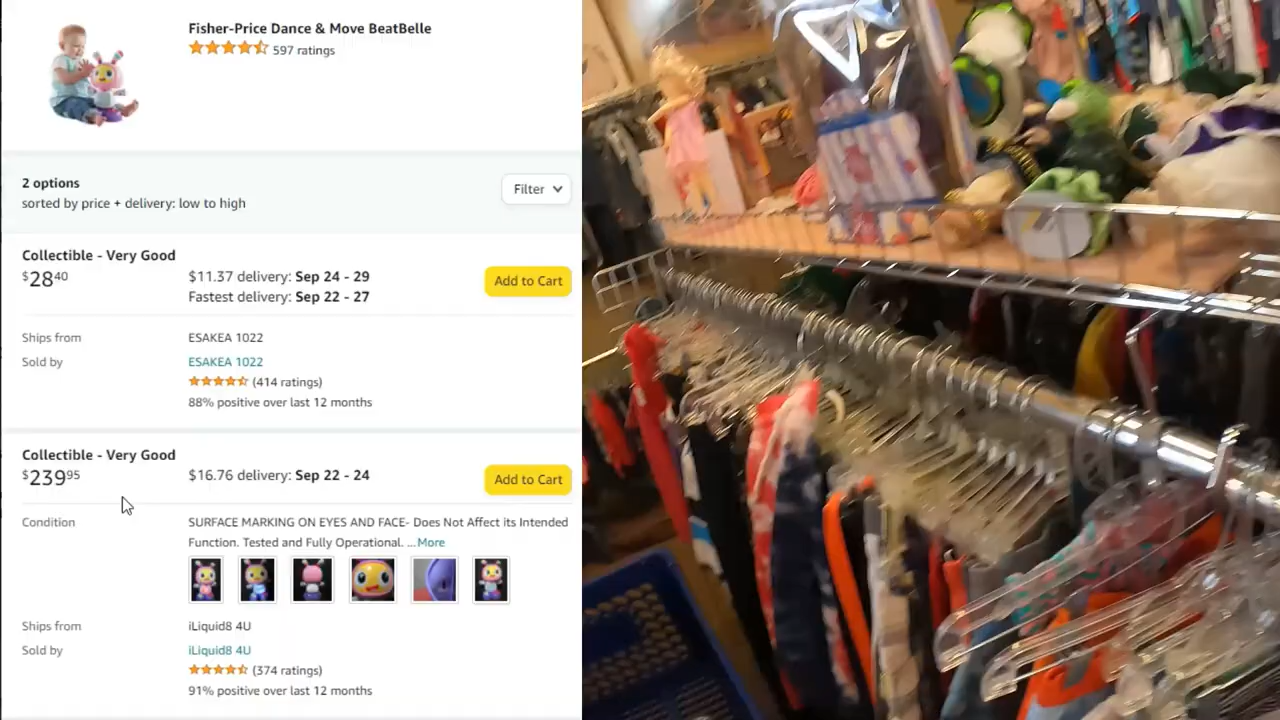 Fisher-Price Dance & Move BeatBelle
597 ratings
2 options
sorted by price + delivery: low to high
Filter
Collectible - Very Good
$28.40
$11.37 delivery: Sep 24 - 29
Fastest delivery: Sep 22 - 27
Add to Cart
Ships from
ESAKEA 1022
Sold by
ESAKEA 1022
(414 ratings)
88% positive over last 12 months
Collectible - Very Good
$239.95
$16.76 delivery: Sep 22 - 24
Add to Cart
Condition
SURFACE MARKING ON EYES AND FACE- Does Not Affect its Intended
Function. Tested and Fully Operational. ...More
Ships from
iLiquid8 4U
Sold by
iLiquid8 4U
(374 ratings)
91% positive over last 12 months